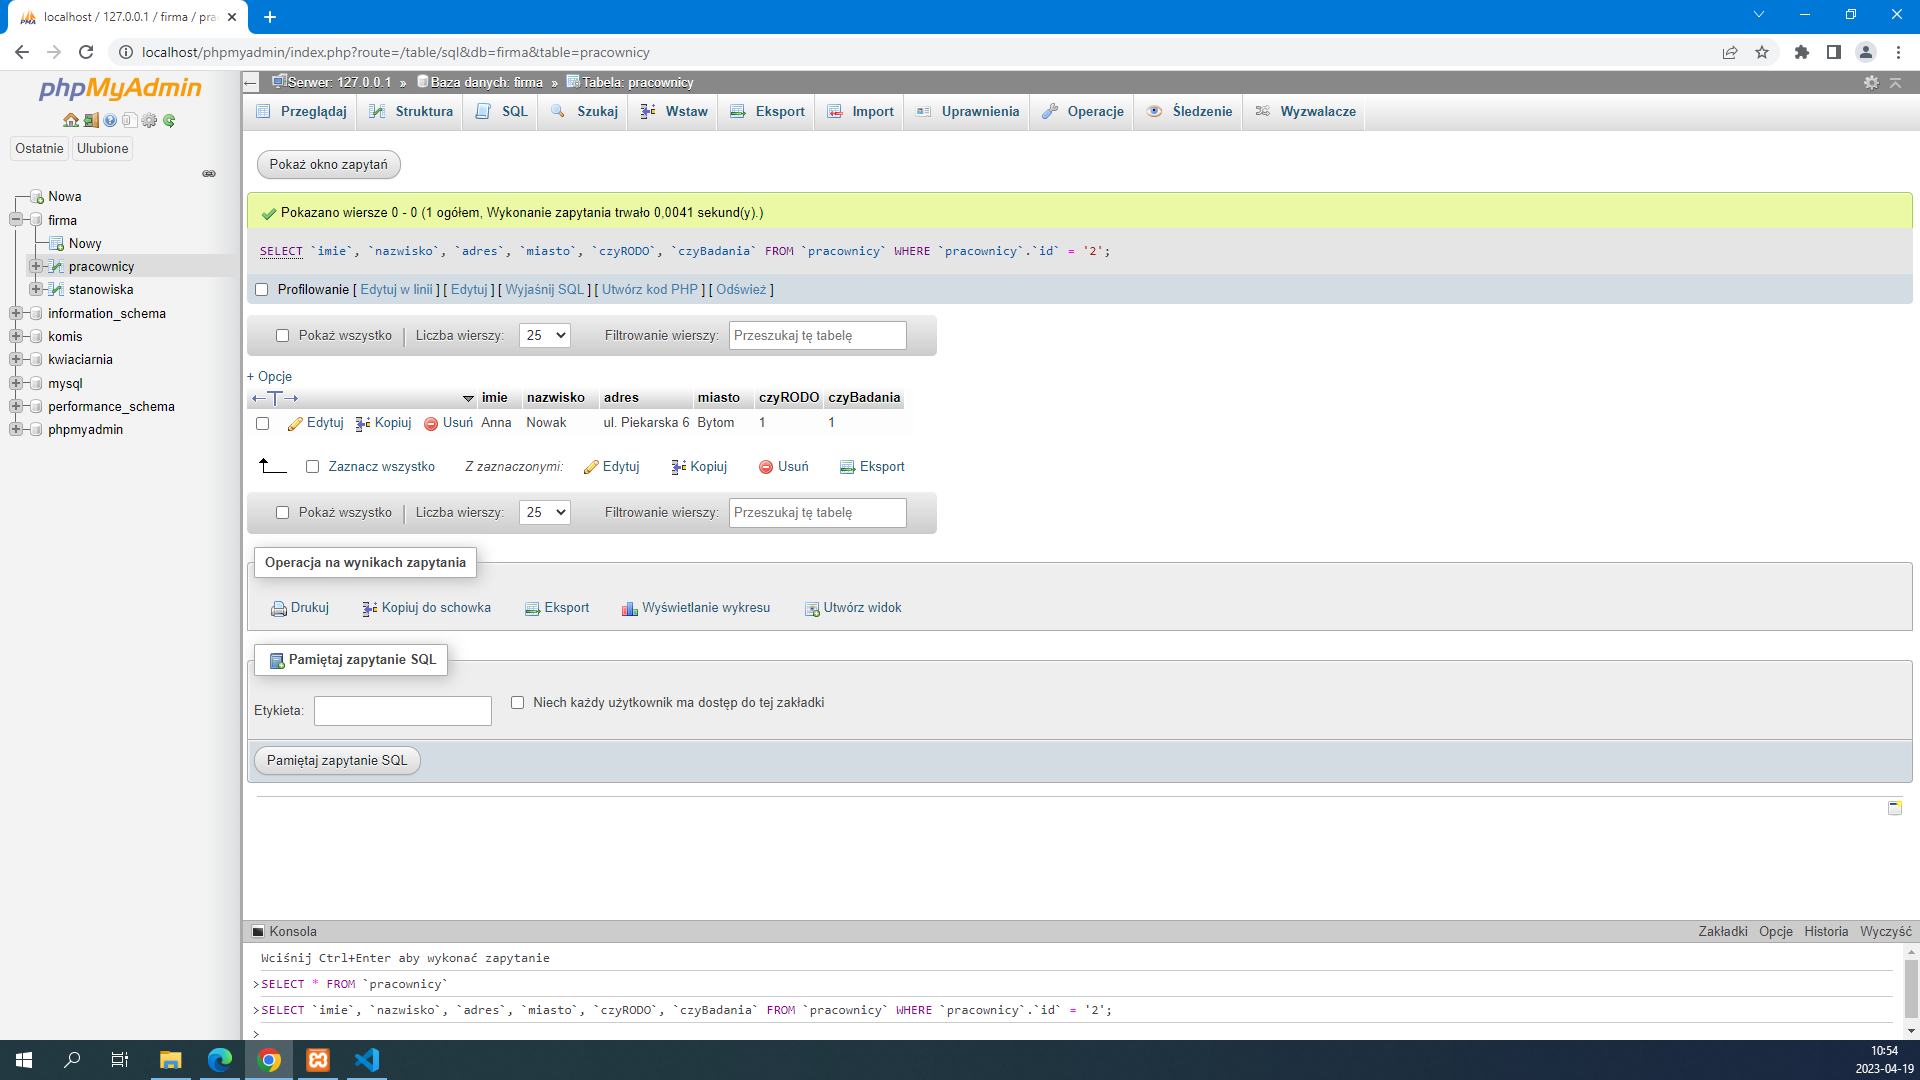 localhost / 127.0.0.1 / firma / pra
localhost/phpmyadmin/index.php?route=/table/sql&db=firma&table=pracownicy
phpMyAdmin
Ostatnie Ulubione
Nowa
firma
Nowy
pracownicy
stanowiska
information_schema
komis
kwiaciarnia
mysql
performance_schema
phpmyadmin
Serwer: 127.0.0.1 » Baza danych: firma » Tabela: pracownicy
Przeglądaj Struktura SQL Szukaj Wstaw Eksport Import Uprawnienia Operacje Śledzenie Wyzwalacze
Pokaż okno zapytań
Pokazano wiersze 0 - 0 (1 ogółem, Wykonanie zapytania trwało 0,0041 sekund(y).)
SELECT `imie`, `nazwisko`, `adres`, `miasto`, `czyRODO`, `czyBadania` FROM `pracownicy` WHERE `pracownicy`.`id` = '2';
Profilowanie [ Edytuj w linii ] [ Edytuj ] [ Wyjaśnij SQL ] [ Utwórz kod PHP ] [ Odśwież ]
Pokaż wszystko Liczba wierszy: 25 Filtrowanie wierszy: Przeszukaj tę tabelę
+ Opcje
←T→ imie nazwisko adres miasto czyRODO czyBadania
Edytuj Kopiuj Usuń Anna Nowak ul. Piekarska 6 Bytom 1 1
Zaznacz wszystko Z zaznaczonymi: Edytuj Kopiuj Usuń Eksport
Pokaż wszystko Liczba wierszy: 25 Filtrowanie wierszy: Przeszukaj tę tabelę
Operacja na wynikach zapytania
Drukuj Kopiuj do schowka Eksport Wyświetlanie wykresu Utwórz widok
Pamiętaj zapytanie SQL
Etykieta: Niech każdy użytkownik ma dostęp do tej zakładki
Pamiętaj zapytanie SQL
Konsola Zakładki Opcje Historia Wyczyść
Wciśnij Ctrl+Enter aby wykonać zapytanie
>SELECT * FROM `pracownicy`
>SELECT `imie`, `nazwisko`, `adres`, `miasto`, `czyRODO`, `czyBadania` FROM `pracownicy` WHERE `pracownicy`.`id` = '2';
>
10:54
2023-04-19